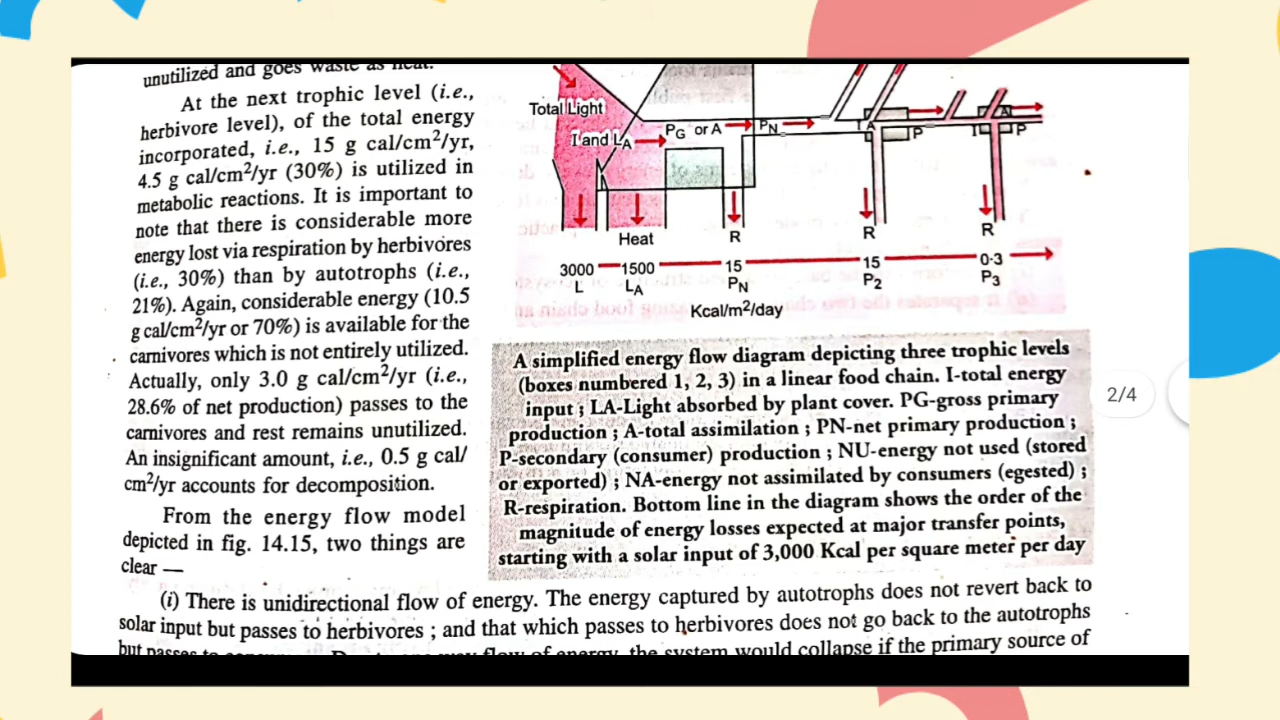 unutilized and goes waste as heat.
At the next trophic level (i.e.,
herbivore level), of the total energy
incorporated, i.e., 15 g cal/cm²/yr,
4.5 g cal/cm²/yr (30%) is utilized in
metabolic reactions. It is important to
note that there is considerable more
energy lost via respiration by herbivores
(i.e., 30%) than by autotrophs (i.e.,
21%). Again, considerable energy (10.5
g cal/cm²/yr or 70%) is available for the
carnivores which is not entirely utilized.
Actually, only 3.0 g cal/cm²/yr (i.e.,
28.6% of net production) passes to the
carnivores and rest remains unutilized.
An insignificant amount, i.e., 0.5 g cal/
cm²/yr accounts for decomposition.
From the energy flow model
depicted in fig. 14.15, two things are
clear —
Total Light
I and LA
PG or A
PN
A
P
I
A
P
Heat
R
R
R
3000 1500 15 15 0·3
L LA PN P2 P3
Kcal/m²/day
A simplified energy flow diagram depicting three trophic levels
(boxes numbered 1, 2, 3) in a linear food chain. I-total energy
input ; LA-Light absorbed by plant cover. PG-gross primary
production ; A-total assimilation ; PN-net primary production ;
P-secondary (consumer) production ; NU-energy not used (stored
or exported) ; NA-energy not assimilated by consumers (egested) ;
R-respiration. Bottom line in the diagram shows the order of the
magnitude of energy losses expected at major transfer points,
starting with a solar input of 3,000 Kcal per square meter per day
2/4
(i) There is unidirectional flow of energy. The energy captured by autotrophs does not revert back to
solar input but passes to herbivores ; and that which passes to herbivores does not go back to the autotrophs
but passes to flow of energy, the system would collapse if the primary source of